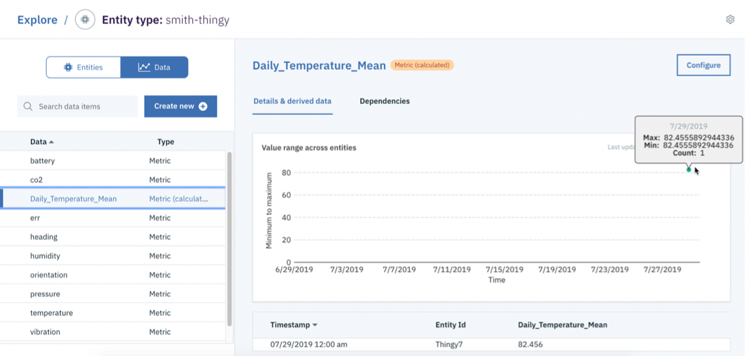 Explore / Entity type: smith-thingy
Entities
Data
Search data items
Create new
Data Type
battery Metric
co2 Metric
Daily_Temperature_Mean Metric (calculat...
err Metric
heading Metric
humidity Metric
orientation Metric
pressure Metric
temperature Metric
vibration Metric
Daily_Temperature_Mean Metric (calculated)
Configure
Details & derived data
Dependencies
Value range across entities
Last upd
7/29/2019
Max: 82.4555892944336
Min: 82.4555892944336
Count: 1
Minimum to maximum
80
60
40
20
0
6/29/2019 7/3/2019 7/7/2019 7/11/2019 7/15/2019 7/19/2019 7/23/2019 7/27/2019
Time
Timestamp Entity Id Daily_Temperature_Mean
07/29/2019 12:00 am Thingy7 82.456